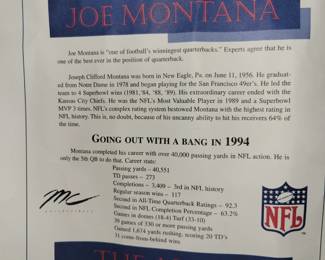 JOE MONTANA
Joe Montana is "one of football's winningest quarterbacks." Experts agree that he is
one of the best ever in the position of quarterback.
Joseph Clifford Montana was born in New Eagle, Pa. on June 11, 1956. He graduat-
ed from Notre Dame in 1978 and began playing for the San Francisco 49er's. He led the
team to 4 Superbowl wins (1981,'84, '88, '89). His extraordinary career ended with the
Kansas City Chiefs. He was the NFL's Most Valuable Player in 1989 and a Superbowl
MVP 3 times. NFL's complex rating system bestowed Montana with the highest rating in
NFL history. This is, no doubt, because of his uncanny ability to hit his receivers 64% of
the time.
GOING OUT WITH A BANG IN 1994
Montana completed his career with over 40,000 passing yards in NFL action. He is
only the 5th QB to do that. Career stats:
Passing yards - 40,551
TD passes - 273
Completions - 3,409 - 3rd in NFL history
Regular season wins - 117
Second in All-Time Quarterback Ratings - 92.3
Second in NFL Completion Percentage - 63.2%
Games in domes (18-4) Turf (33-10)
39 games of 330 or more passing yards
Gained 1,674 yards rushing, scoring 20 TD's
31 come-from-behind wins
NFL
THE